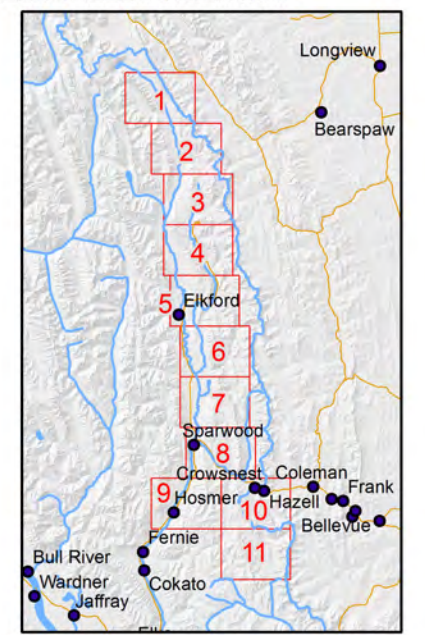 Longview
1
Bearspaw
2
3
4
5 Elkford
6
7
Sparwood
8
Crowsnest Coleman
9 Frank
Hosmer 10 Hazell
Bellevue
Fernie
11
Bull River
Cokato
Wardner
Jaffray